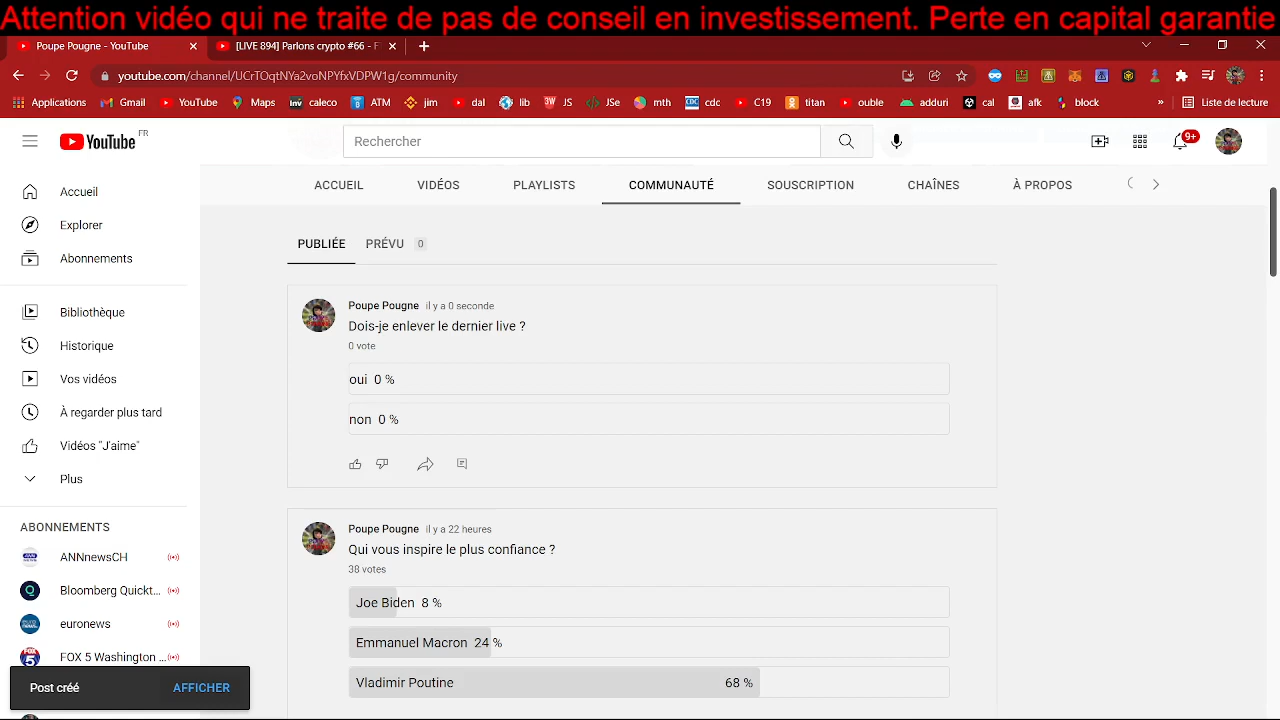 Attention vidéo qui ne traite de pas de conseil en investissement. Perte en capital garantie
Poupe Pougne - YouTube
[LIVE 894] Parlons crypto #66 - F
youtube.com/channel/UCrTOqtNYa2voNPYfxVDPW1g/community
Applications Gmail YouTube Maps inv caleco ATM jim dal lib 3W JS JSe mth CDC cdc C19 titan ouble adduri cal afk block » Liste de lecture
YouTube FR
Rechercher
9+
Accueil
Explorer
Abonnements
Bibliothèque
Historique
Vos vidéos
À regarder plus tard
Vidéos "J'aime"
Plus
ABONNEMENTS
ANNnewsCH
Bloomberg Quickt...
euronews
FOX 5 Washington ...
Post créé AFFICHER
ACCUEIL VIDÉOS PLAYLISTS COMMUNAUTÉ SOUSCRIPTION CHAÎNES À PROPOS
PUBLIÉE PRÉVU 0
Poupe Pougne il y a 0 seconde
Dois-je enlever le dernier live ?
0 vote
oui 0 %
non 0 %
Poupe Pougne il y a 22 heures
Qui vous inspire le plus confiance ?
38 votes
Joe Biden 8 %
Emmanuel Macron 24 %
Vladimir Poutine 68 %